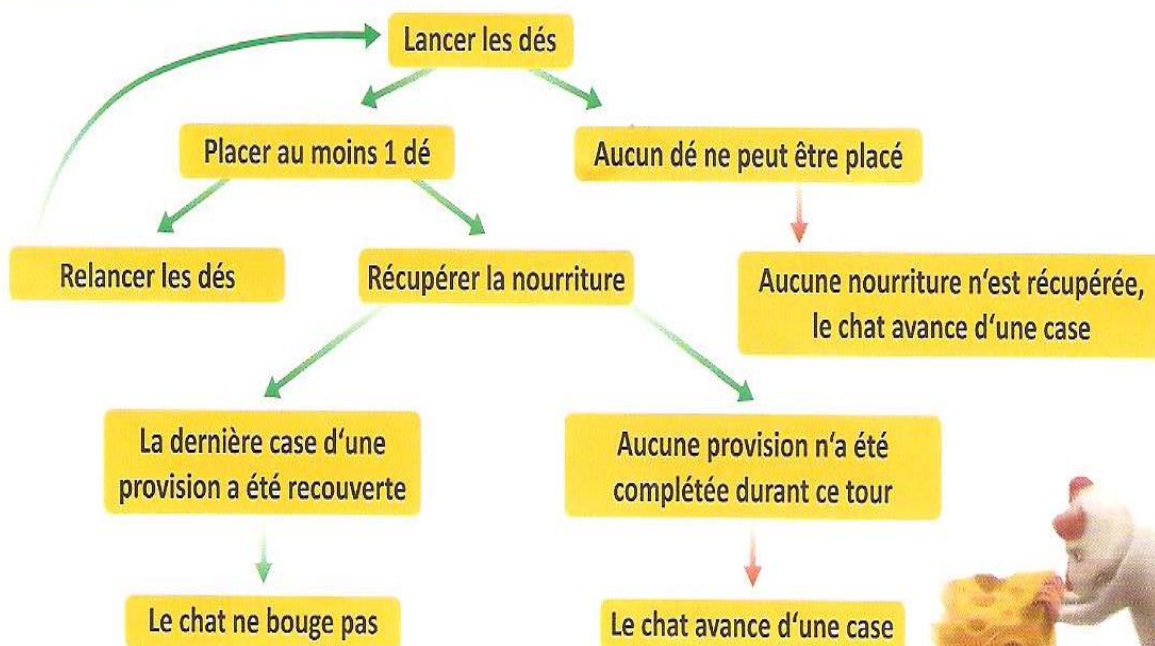 Lancer les dés
Placer au moins 1 dé
Aucun dé ne peut être placé
Relancer les dés
Récupérer la nourriture
Aucune nourriture n‘est récupérée,
le chat avance d‘une case
La dernière case d‘une
provision a été recouverte
Aucune provision n‘a été
complétée durant ce tour
Le chat ne bouge pas
Le chat avance d‘une case